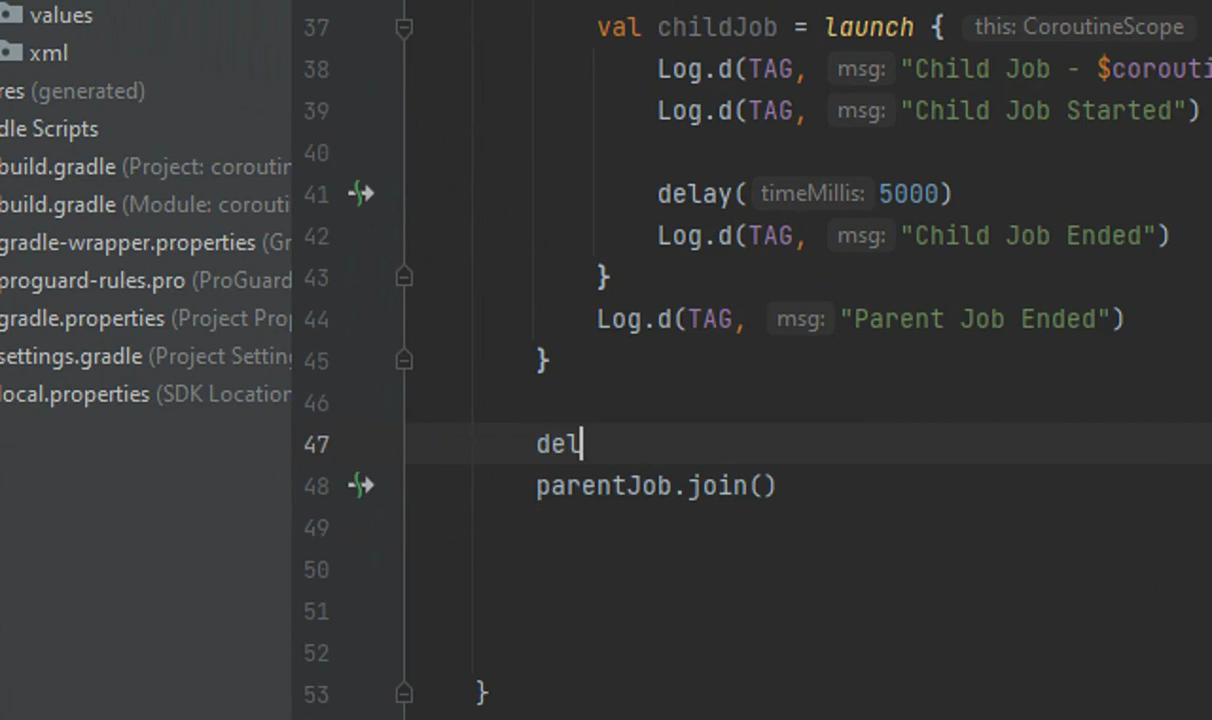 values
xml
res (generated)
dle Scripts
build.gradle (Project: coroutin
build.gradle (Module: corouti
gradle-wrapper.properties (Gr
proguard-rules.pro (ProGuard
gradle.properties (Project Prop
settings.gradle (Project Setting
local.properties (SDK Location
37 val childJob = launch { this: CoroutineScope
38 Log.d(TAG, msg: "Child Job - $corouti
39 Log.d(TAG, msg: "Child Job Started")
40
41 delay( timeMillis: 5000)
42 Log.d(TAG, msg: "Child Job Ended")
43 }
44 Log.d(TAG, msg: "Parent Job Ended")
45 }
46
47 del
48 parentJob.join()
49
50
51
52
53 }